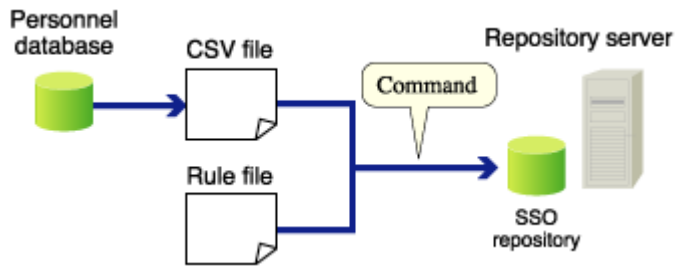 Personnel
database
CSV file
Repository server
Command
Rule file
SSO
repository